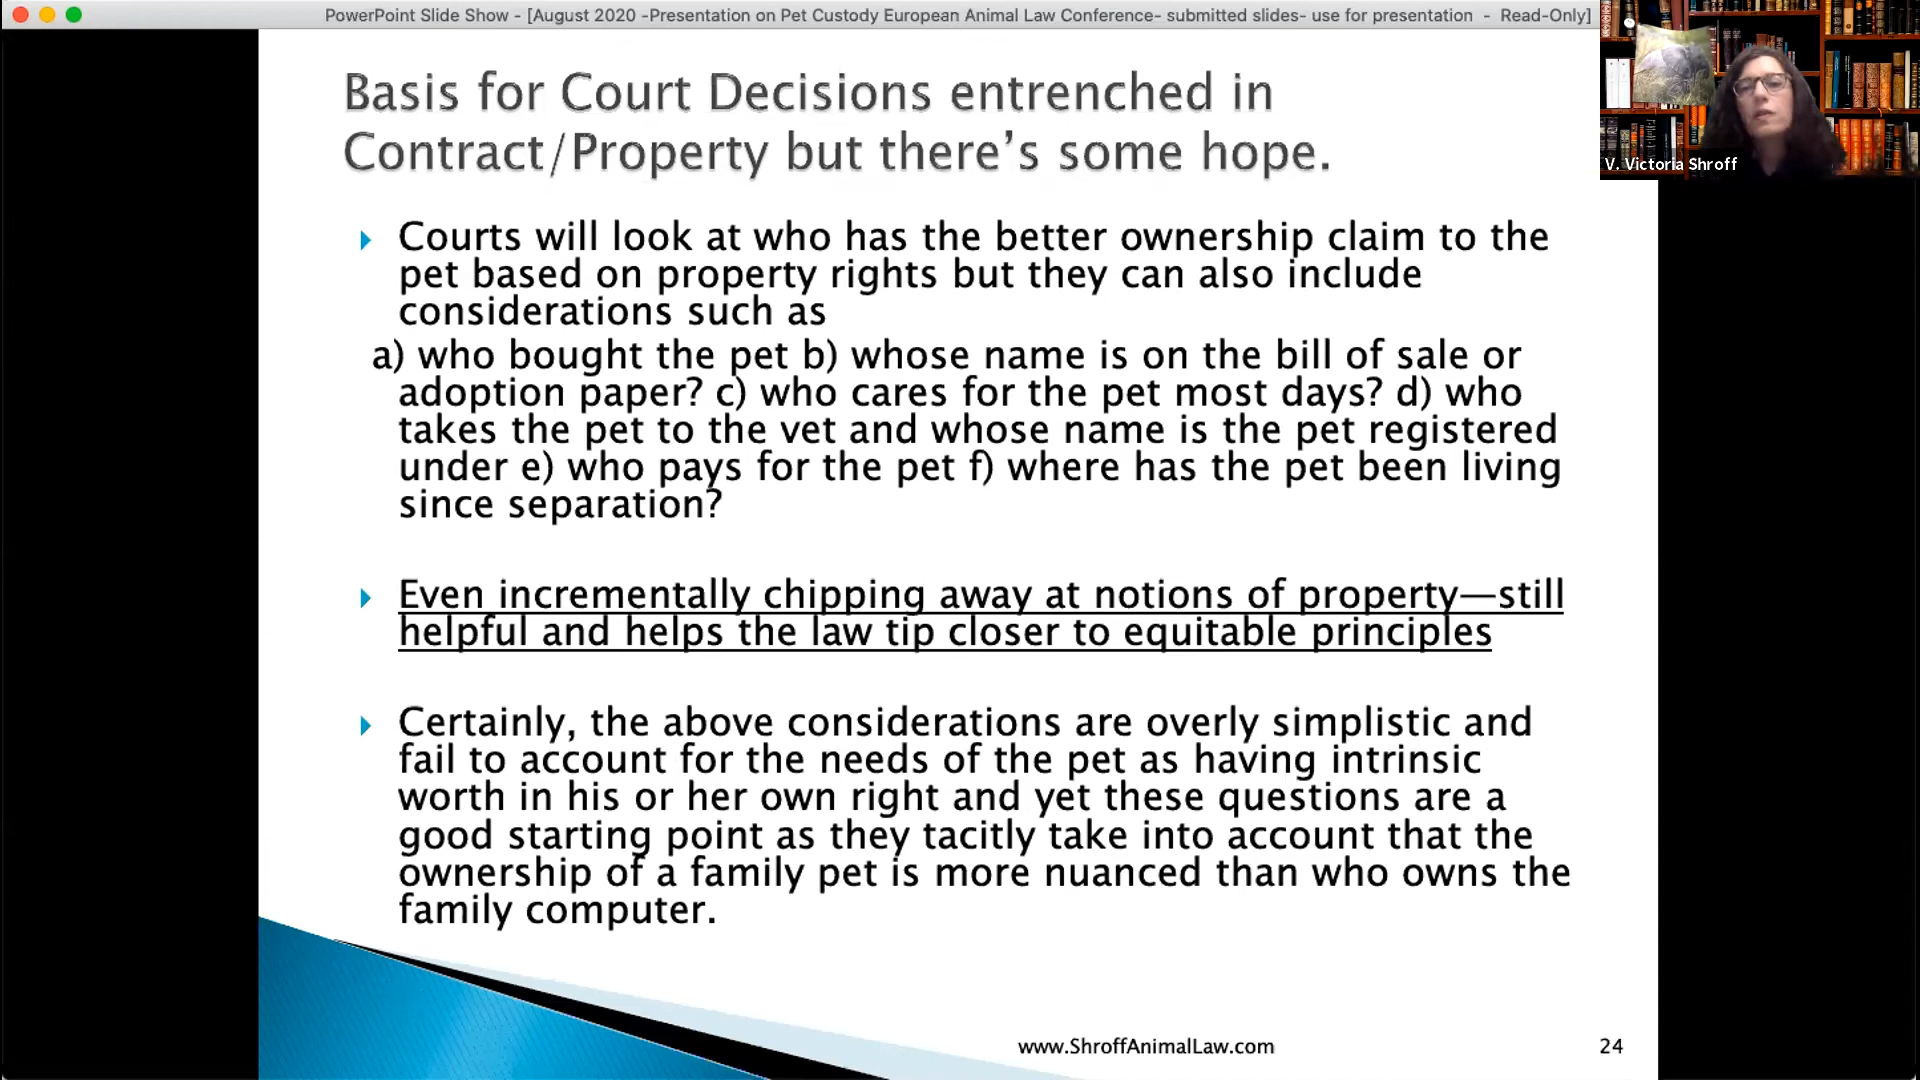 PowerPoint Slide Show - [August 2020 -Presentation on Pet Custody European Animal Law Conference- submitted slides- use for presentation - Read-Only]
V. Victoria Shroff
Basis for Court Decisions entrenched in
Contract/Property but there’s some hope.
Courts will look at who has the better ownership claim to the
pet based on property rights but they can also include
considerations such as
a) who bought the pet b) whose name is on the bill of sale or
adoption paper? c) who cares for the pet most days? d) who
takes the pet to the vet and whose name is the pet registered
under e) who pays for the pet f) where has the pet been living
since separation?
Even incrementally chipping away at notions of property—still
helpful and helps the law tip closer to equitable principles
Certainly, the above considerations are overly simplistic and
fail to account for the needs of the pet as having intrinsic
worth in his or her own right and yet these questions are a
good starting point as they tacitly take into account that the
ownership of a family pet is more nuanced than who owns the
family computer.
www.ShroffAnimalLaw.com
24